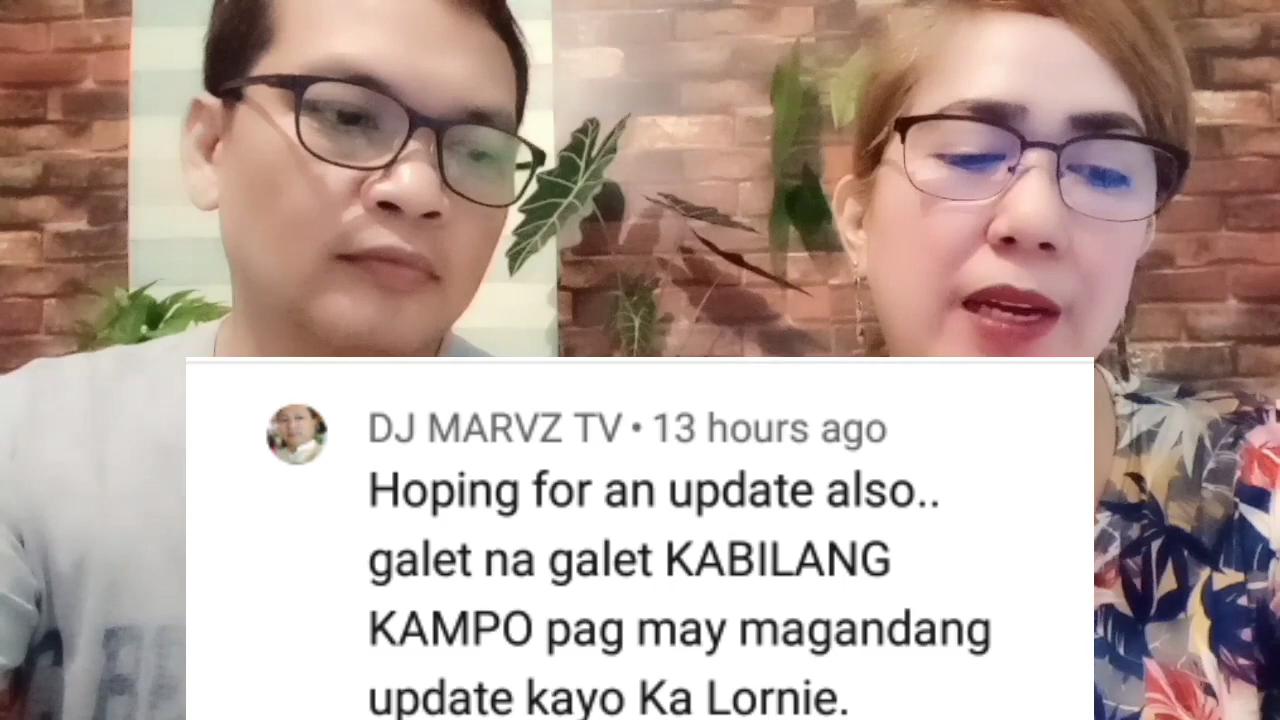 DJ MARVZ TV • 13 hours ago
Hoping for an update also..
galet na galet KABILANG
KAMPO pag may magandang
update kayo Ka Lornie.